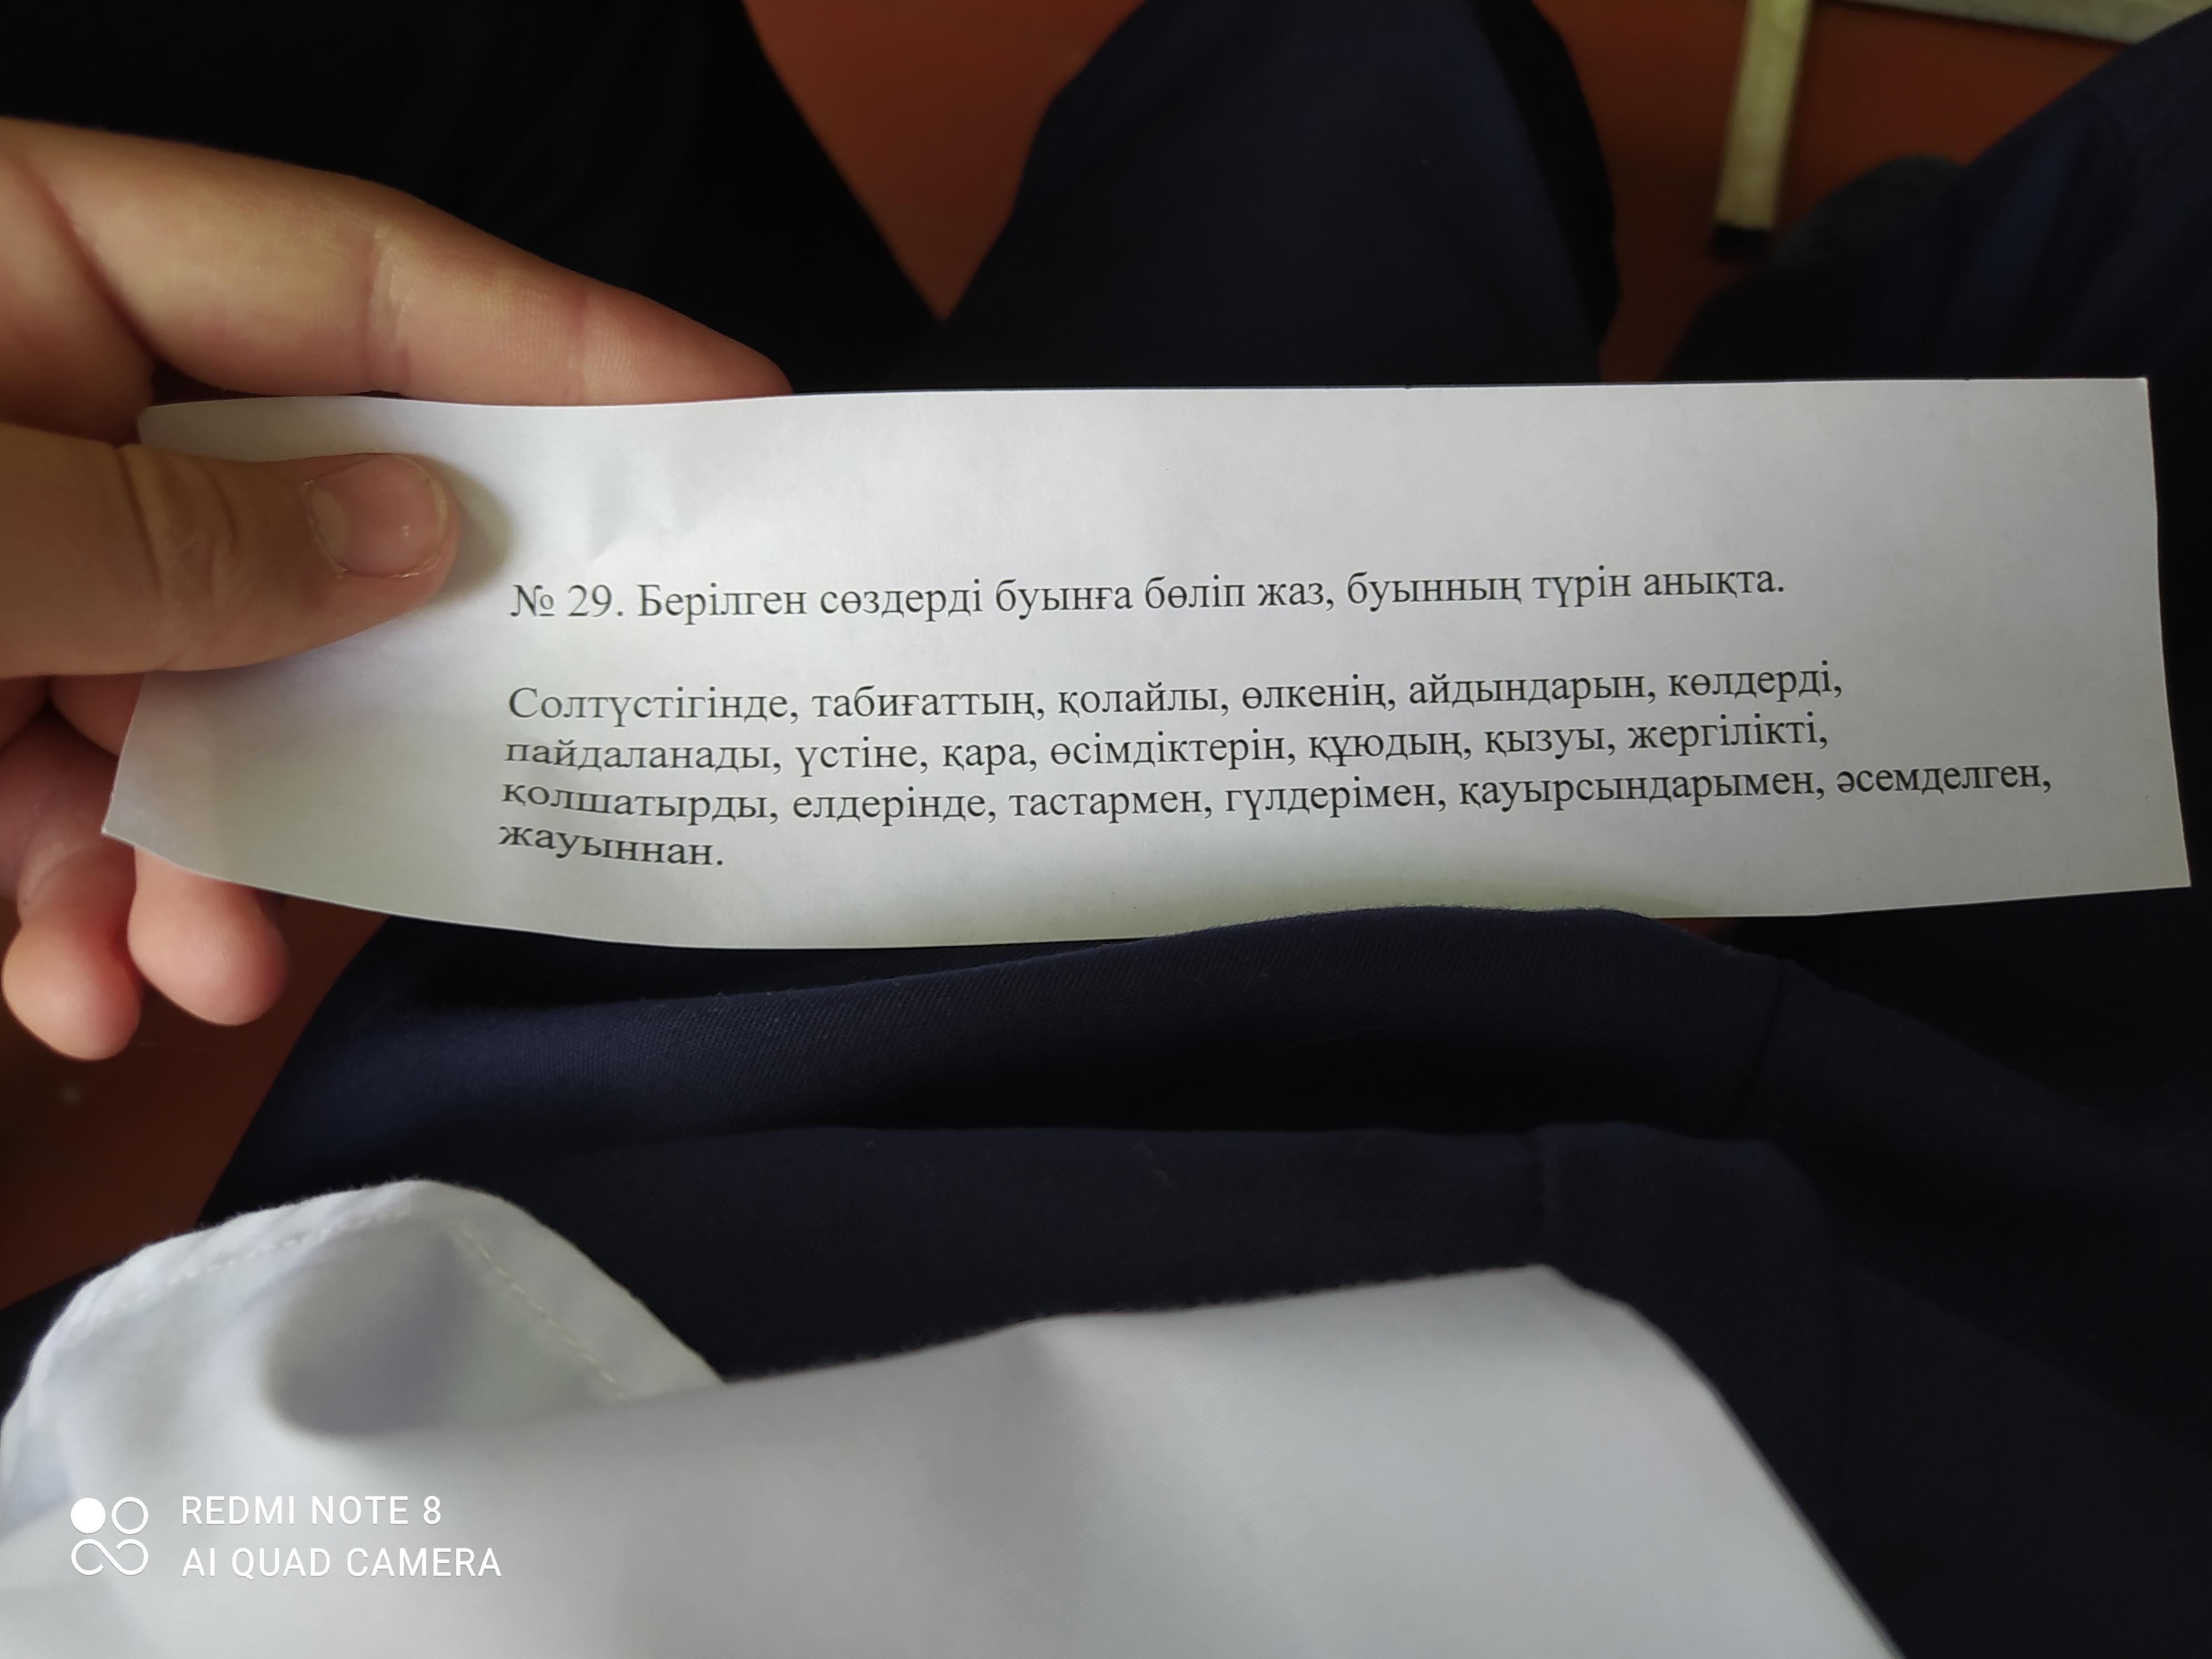 № 29. Берілген сөздерді буынға бөліп жаз, буынның түрін анықта.
Солтүстігінде, табиғаттың, қолайлы, өлкенің, айдындарын, көлдерді,
пайдаланады, үстіне, қара, өсімдіктерін, құюдың, қызуы, жергілікті,
қолшатырды, елдерінде, тастармен, гүлдерімен, қауырсындарымен, әсемделген,
жауыннан.
REDMI NOTE 8
AI QUAD CAMERA